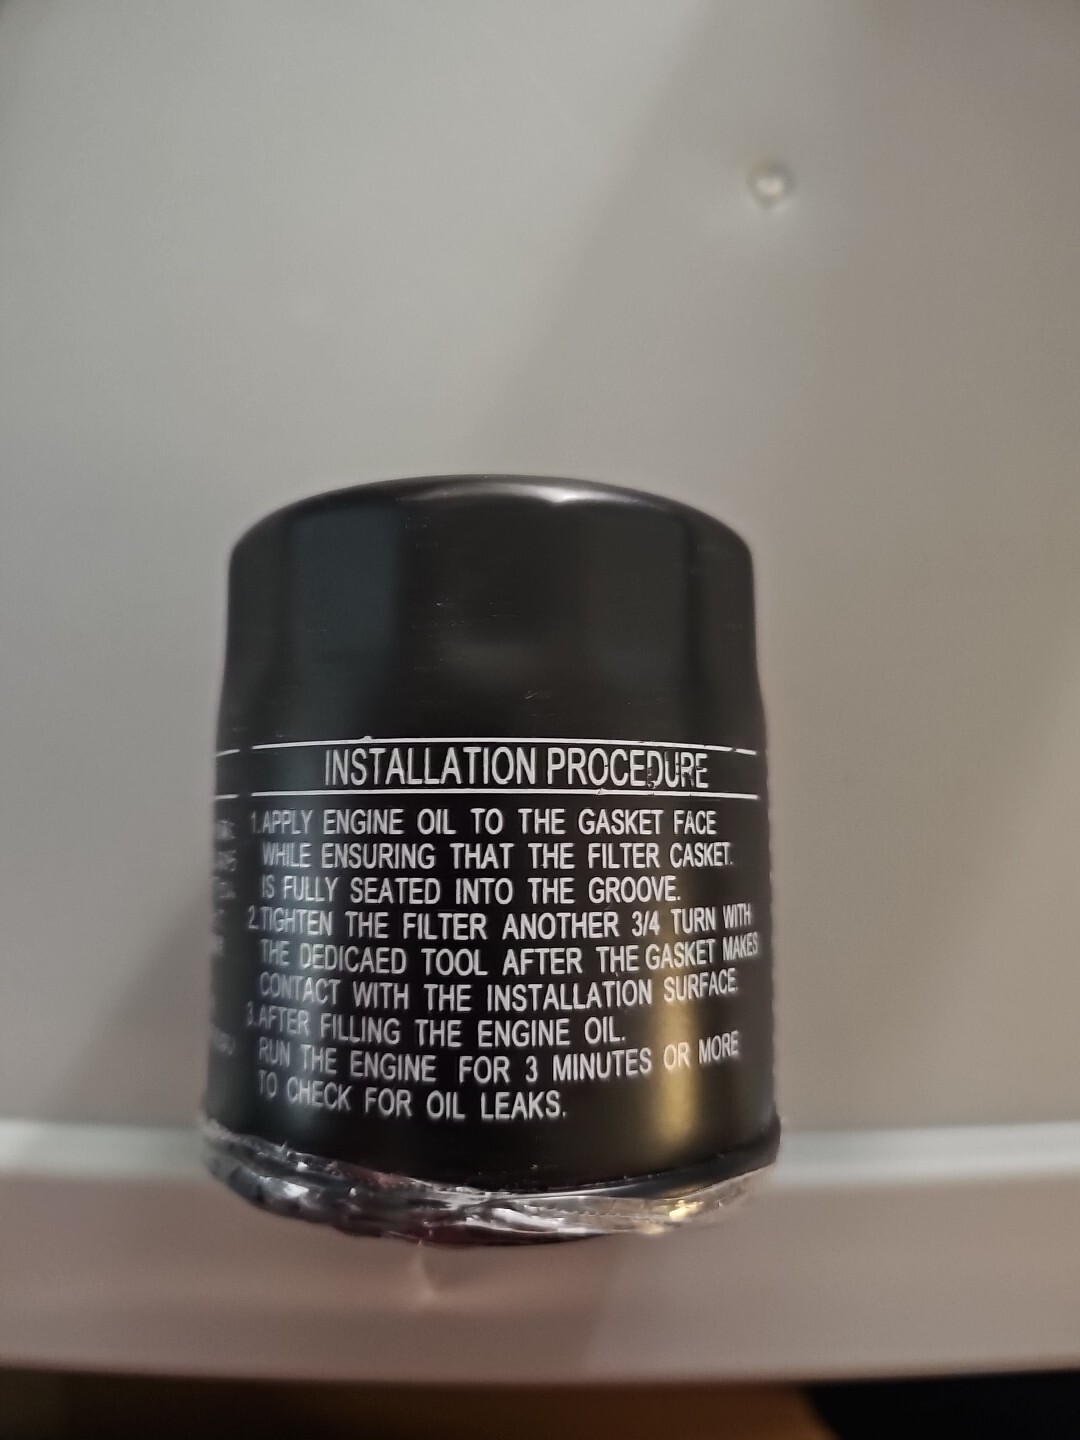 INSTALLATION PROCEDURE
1.APPLY ENGINE OIL TO THE GASKET FACE
WHILE ENSURING THAT THE FILTER CASKET.
IS FULLY SEATED INTO THE GROOVE.
2.TIGHTEN THE FILTER ANOTHER 3/4 TURN WITH
THE DEDICAED TOOL AFTER THE GASKET MAKES
CONTACT WITH THE INSTALLATION SURFACE.
3.AFTER FILLING THE ENGINE OIL.
RUN THE ENGINE FOR 3 MINUTES OR MORE
TO CHECK FOR OIL LEAKS.